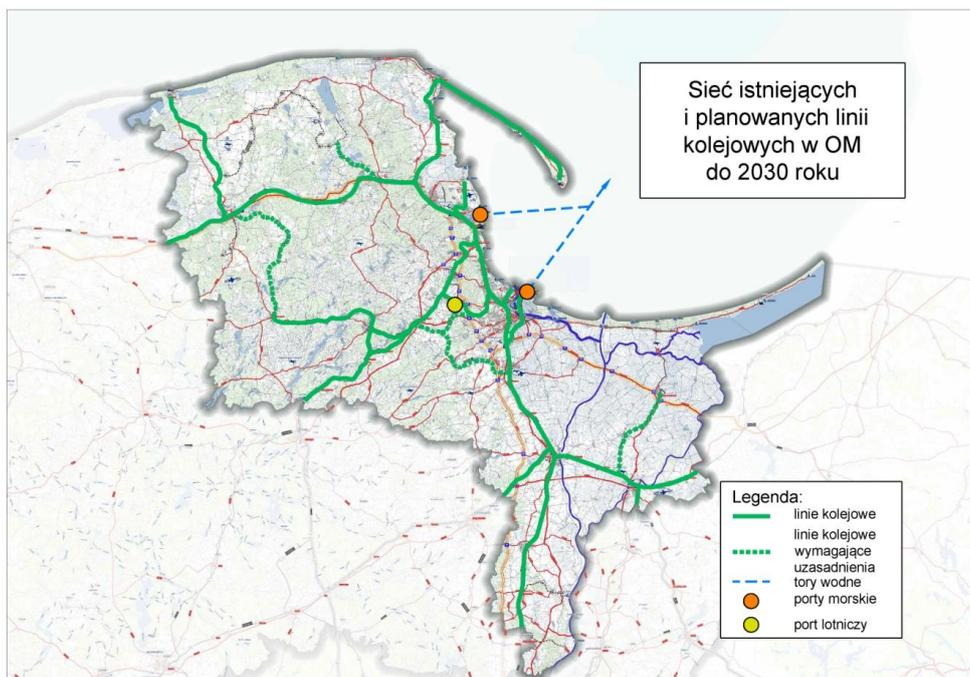 Sieć istniejących
i planowanych linii
kolejowych w OM
do 2030 roku
Legenda:
linie kolejowe
linie kolejowe
wymagające
uzasadnienia
tory wodne
porty morskie
port lotniczy